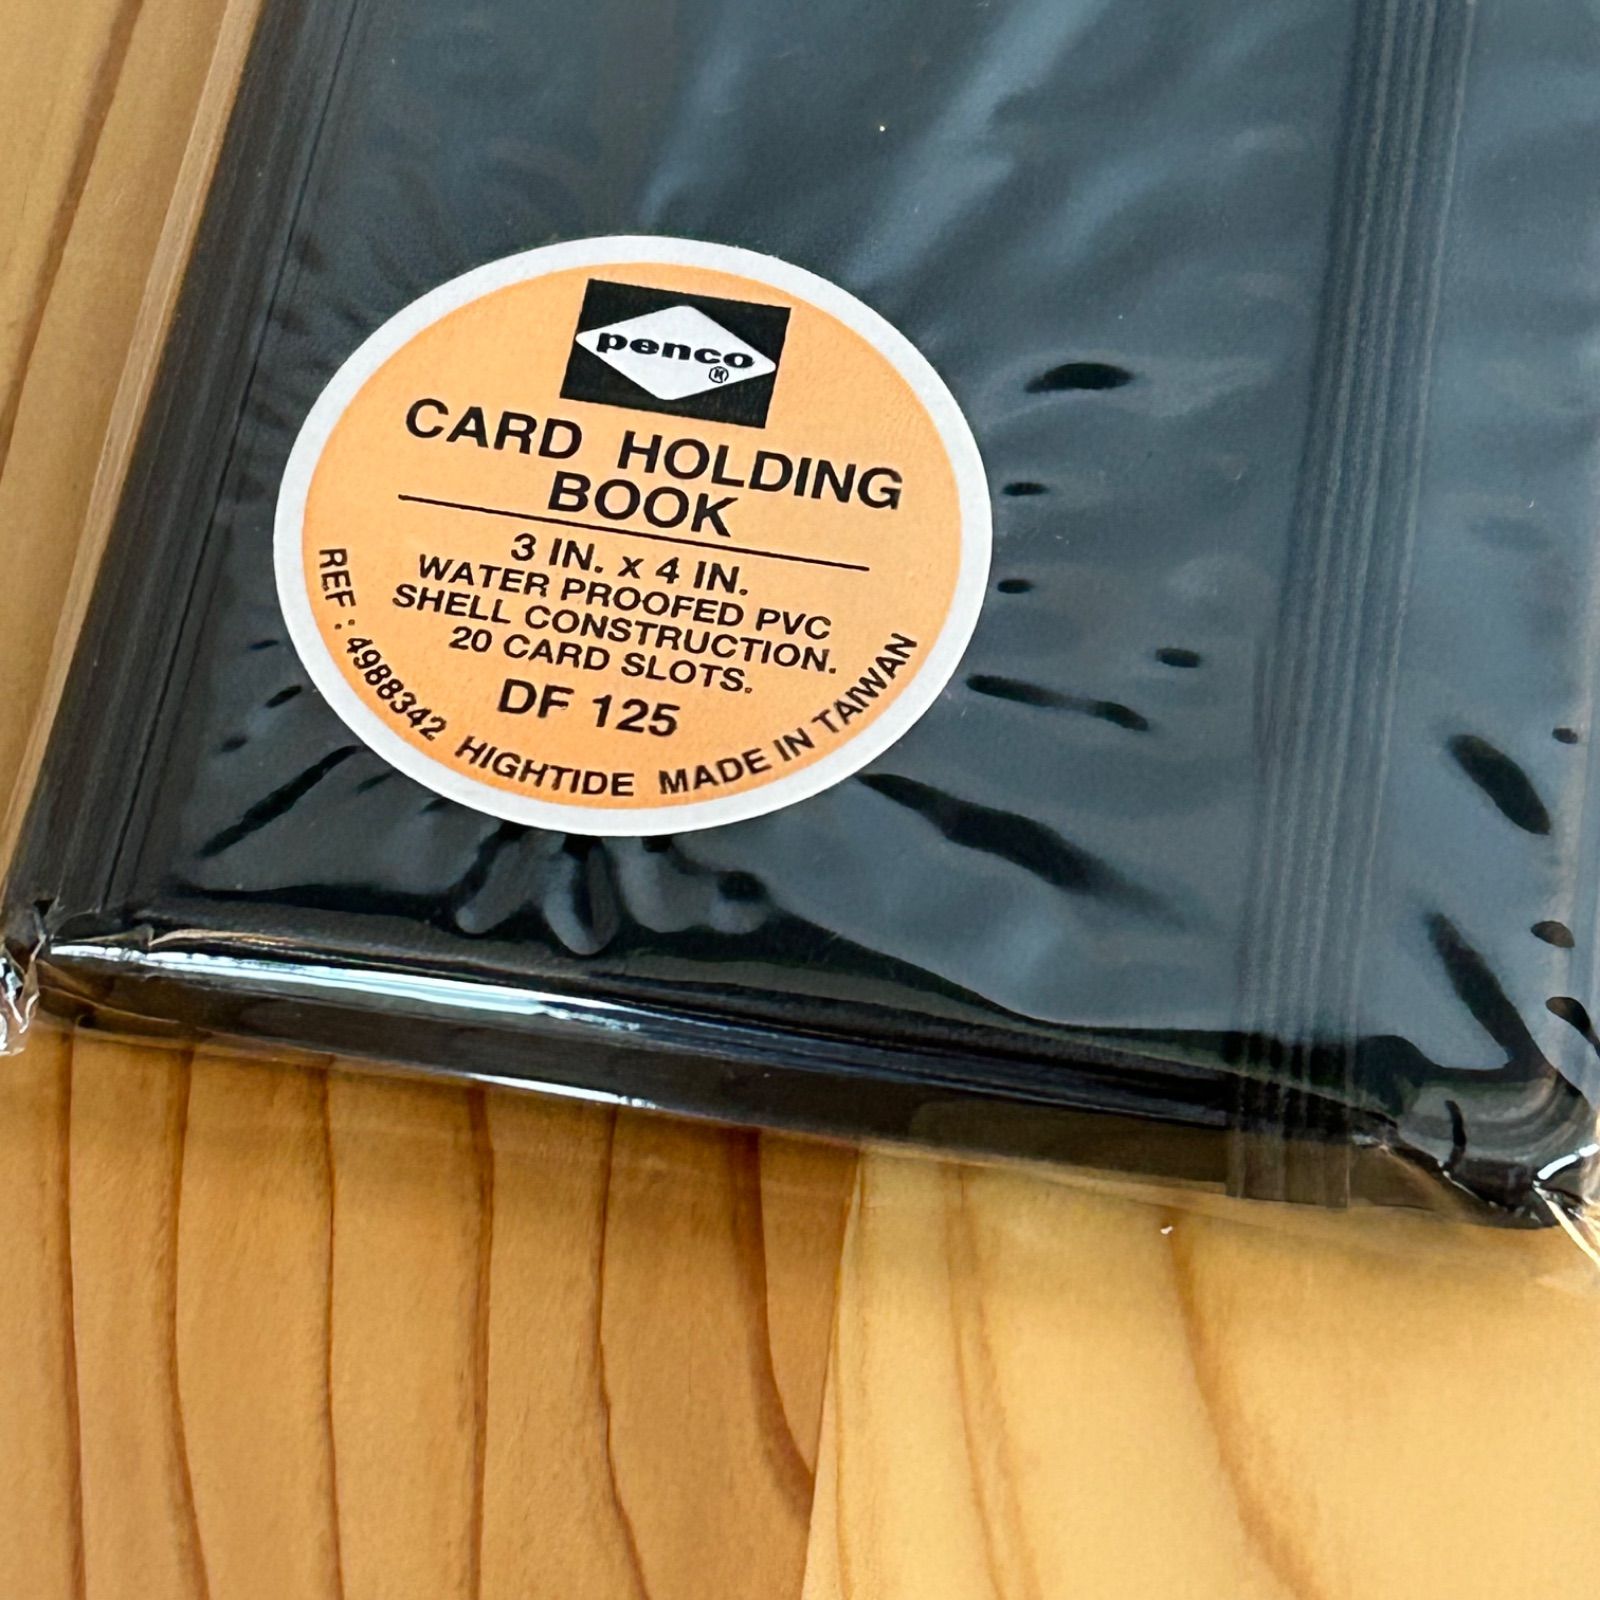 penco
CARD HOLDING
BOOK
3 IN. x 4 IN.
WATER PROOFED PVC
SHELL CONSTRUCTION.
20 CARD SLOTS.
DF 125
REF : 4988342 HIGHTIDE MADE IN TAIWAN